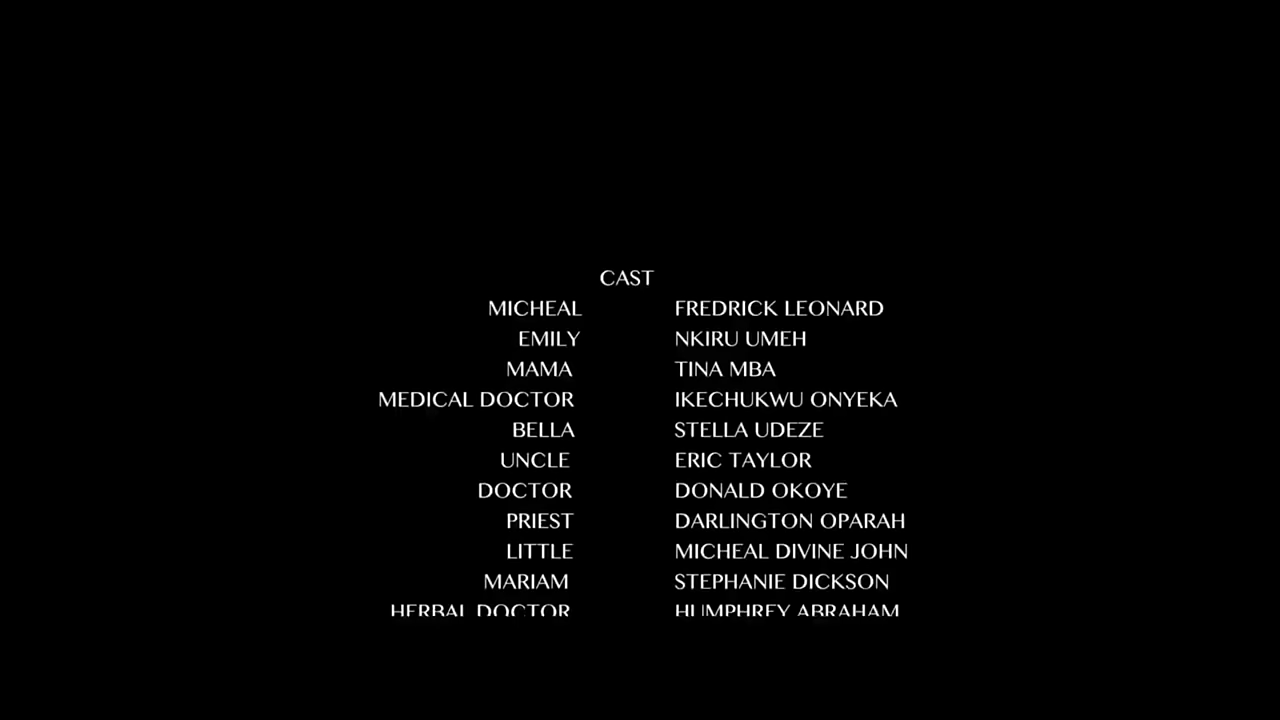 CAST
MICHEAL FREDRICK LEONARD
EMILY NKIRU UMEH
MAMA TINA MBA
MEDICAL DOCTOR IKECHUKWU ONYEKA
BELLA STELLA UDEZE
UNCLE ERIC TAYLOR
DOCTOR DONALD OKOYE
PRIEST DARLINGTON OPARAH
LITTLE MICHEAL DIVINE JOHN
MARIAM STEPHANIE DICKSON
HERBAL DOCTOR HUMPHREY ABRAHAM